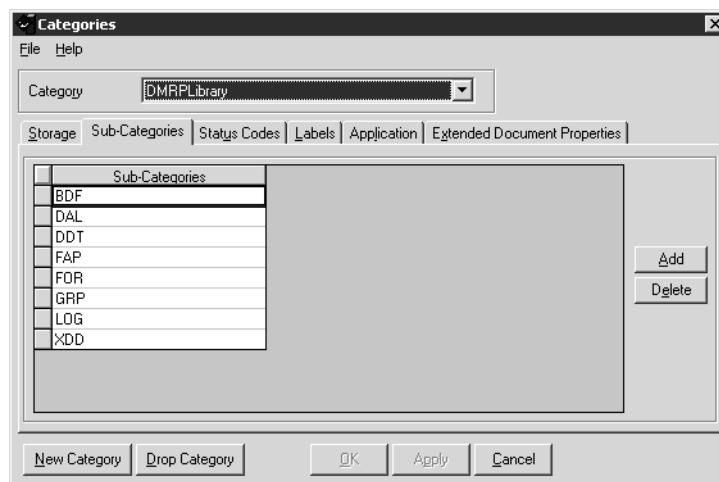 Categories
File Help
Category DMRPLibrary
Storage Sub-Categories Status Codes Labels Application Extended Document Properties
Sub-Categories
BDF
DAL
DDT
FAP
FOR
GRP
LOG
XDD
Add
Delete
New Category Drop Category OK Apply Cancel